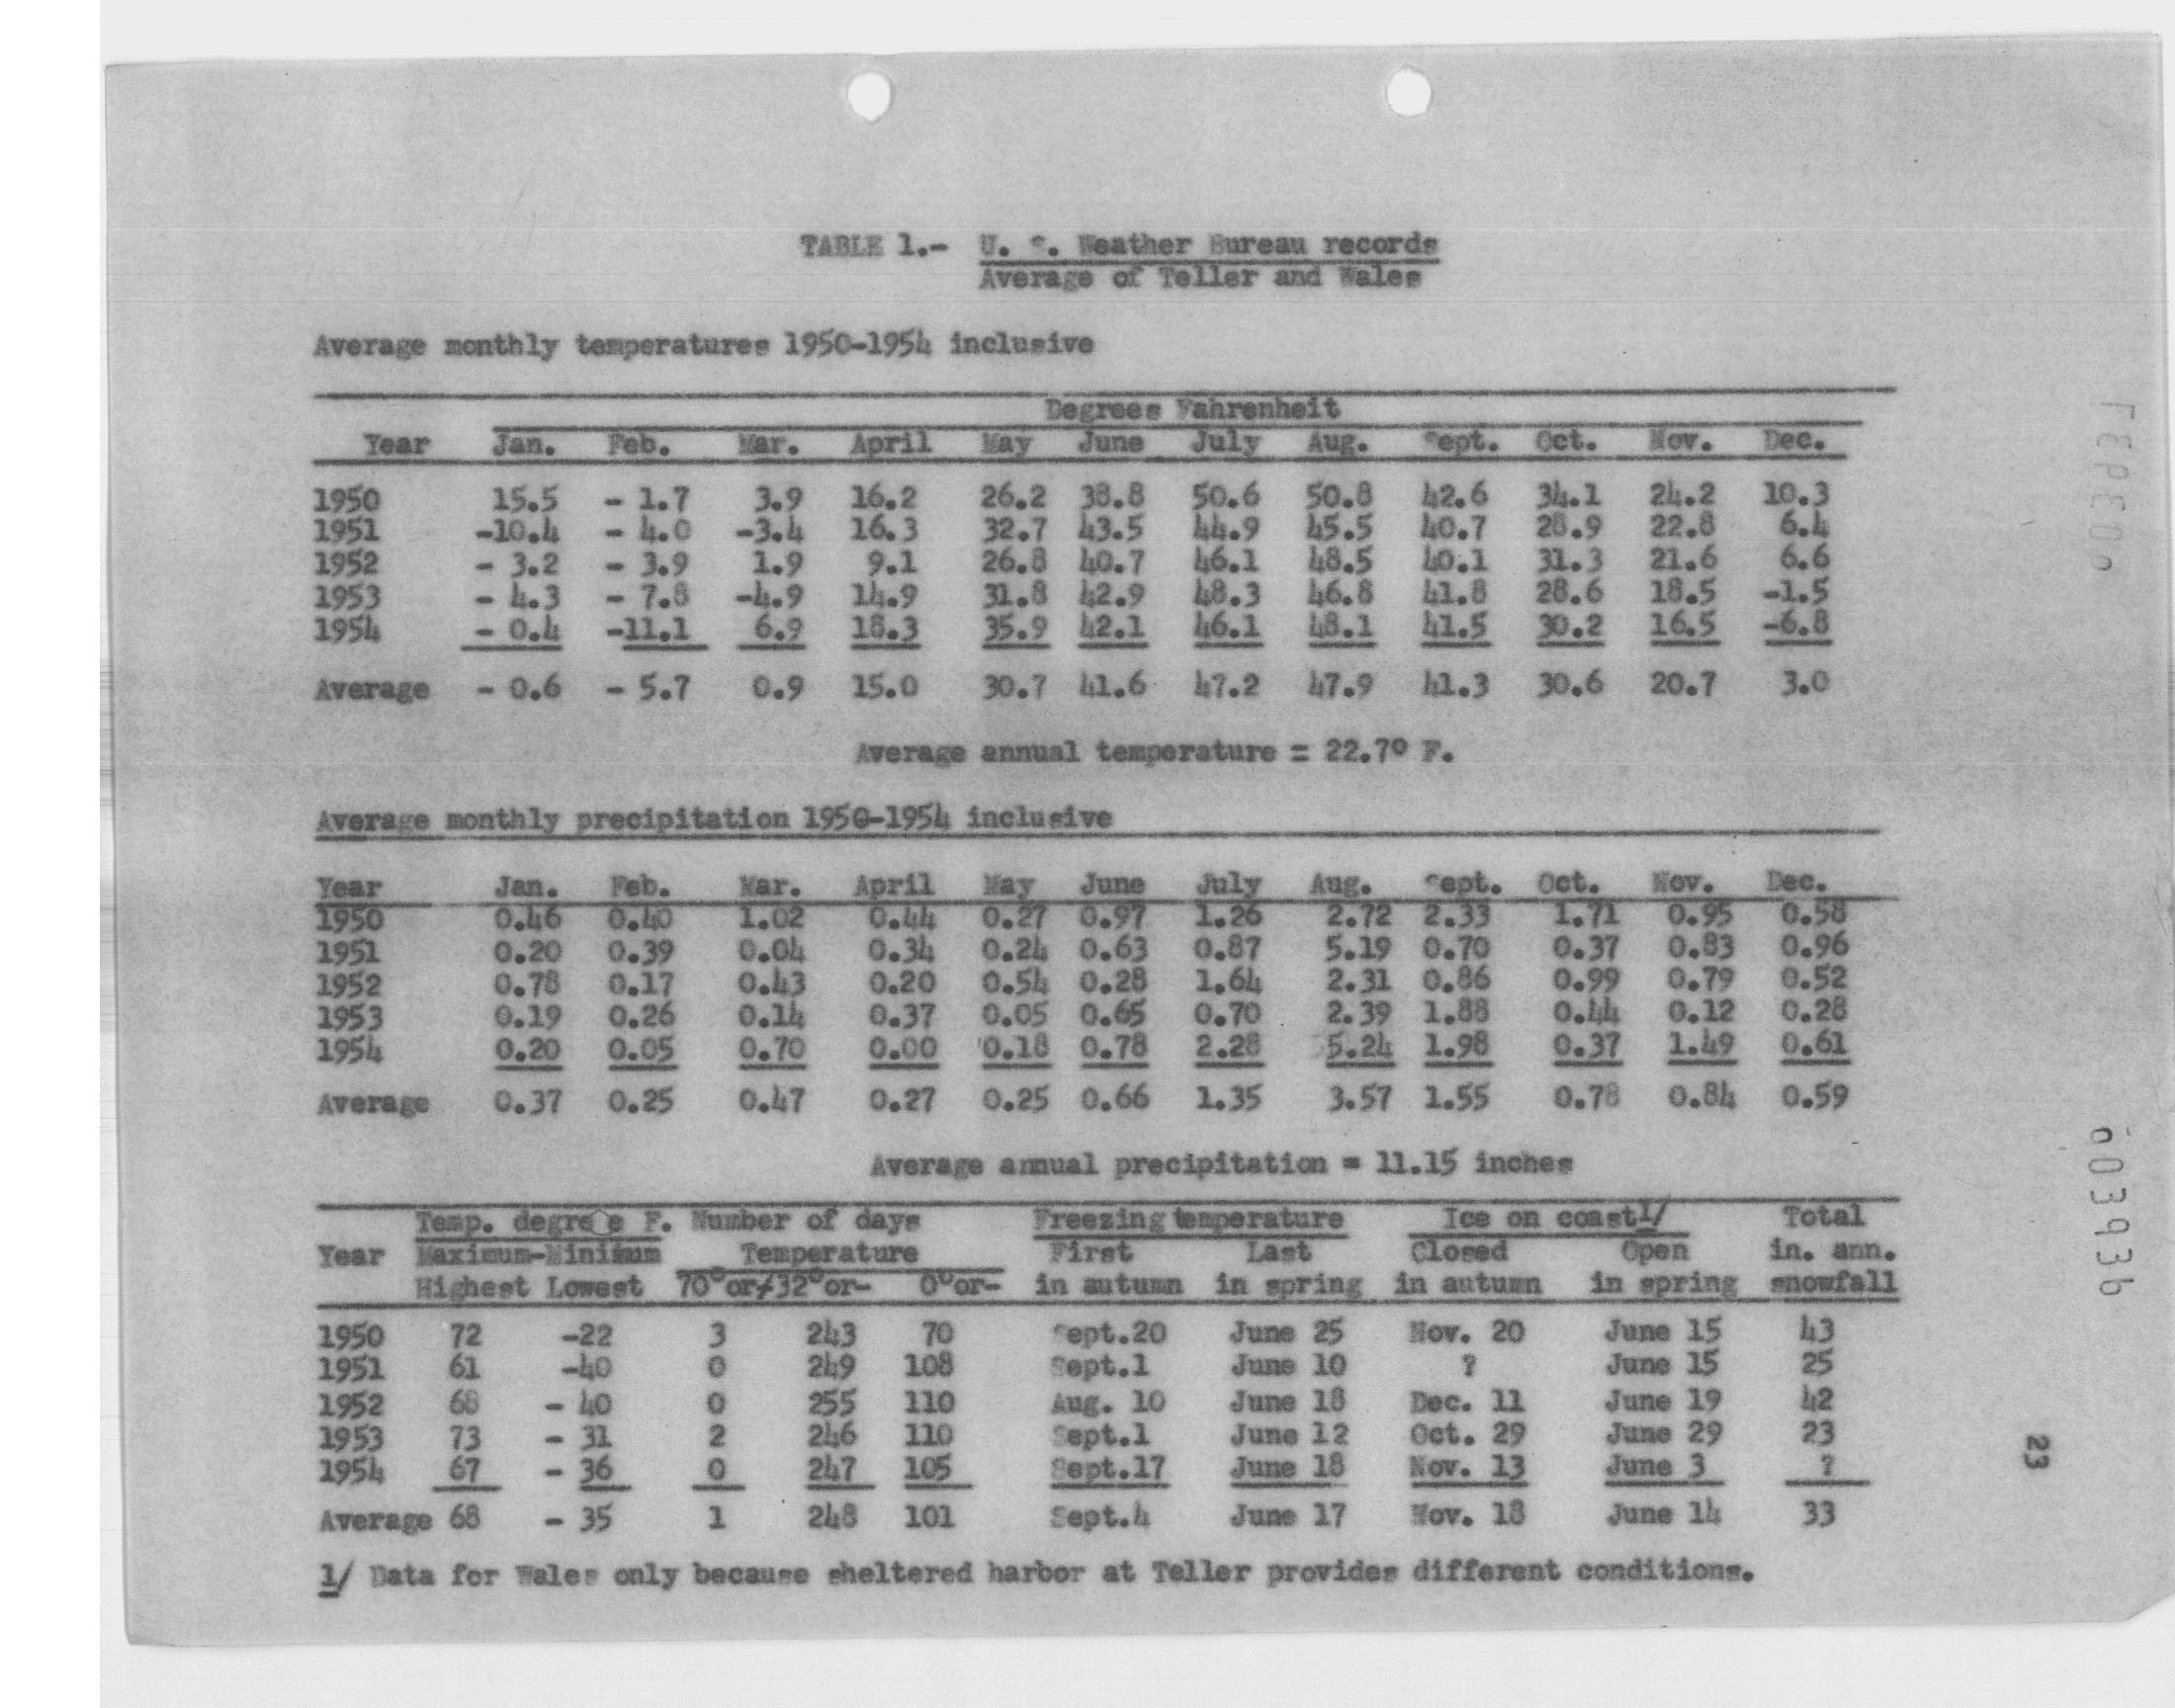 TABLE 1.- U. S. Weather Bureau records
Average of Teller and Wales
Average monthly temperatures 1950-1954 inclusive
Degrees Fahrenheit
Year Jan. Feb. Mar. April May June July Aug. Sept. Oct. Nov. Dec.
1950 15.5 - 1.7 3.9 16.2 26.2 38.8 50.6 50.8 42.6 34.1 24.2 10.3
1951 -10.4 - 4.0 -3.4 16.3 32.7 43.5 44.9 45.5 40.7 28.9 22.8 6.4
1952 - 3.2 - 3.9 1.9 9.1 26.8 40.7 46.1 48.5 40.1 31.3 21.6 6.6
1953 - 4.3 - 7.8 -4.9 14.9 31.8 42.9 48.3 46.8 41.8 28.6 18.5 -1.5
1954 - 0.4 -11.1 6.9 18.3 35.9 42.1 46.1 48.1 41.5 30.2 16.5 -6.8
Average - 0.6 - 5.7 0.9 15.0 30.7 41.6 47.2 47.9 41.3 30.6 20.7 3.0
Average annual temperature = 22.7° F.
Average monthly precipitation 1950-1954 inclusive
Year Jan. Feb. Mar. April May June July Aug. Sept. Oct. Nov. Dec.
1950 0.46 0.40 1.02 0.44 0.27 0.97 1.26 2.72 2.33 1.71 0.95 0.58
1951 0.20 0.39 0.04 0.34 0.24 0.63 0.87 5.19 0.70 0.37 0.83 0.96
1952 0.78 0.17 0.43 0.20 0.54 0.28 1.64 2.31 0.86 0.99 0.79 0.52
1953 0.19 0.26 0.14 0.37 0.05 0.65 0.70 2.39 1.88 0.44 0.12 0.28
1954 0.20 0.05 0.70 0.00 0.18 0.78 2.28 5.24 1.98 0.37 1.49 0.61
Average 0.37 0.25 0.47 0.27 0.25 0.66 1.35 3.57 1.55 0.78 0.84 0.59
Average annual precipitation = 11.15 inches
Temp. degree F. Number of days Freezing temperature Ice on coast 1/ Total
Year Maximum-Minimum Temperature First Last Closed Open in. ann.
Highest Lowest 70°or+ 32°or- 0°or- in autumn in spring in autumn in spring snowfall
1950 72 -22 3 243 70 Sept.20 June 25 Nov. 20 June 15 43
1951 61 -40 0 249 108 Sept.1 June 10 ? June 15 25
1952 68 - 40 0 255 110 Aug. 10 June 18 Dec. 11 June 19 42
1953 73 - 31 2 246 110 Sept.1 June 12 Oct. 29 June 29 23
1954 67 - 36 0 247 105 Sept.17 June 18 Nov. 13 June 3 ?
Average 68 - 35 1 248 101 Sept.4 June 17 Nov. 18 June 14 33
1/ Data for Wales only because sheltered harbor at Teller provides different conditions.
23